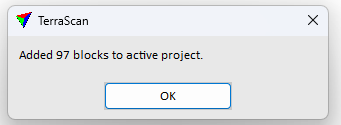 TerraScan
Added 97 blocks to active project.
OK